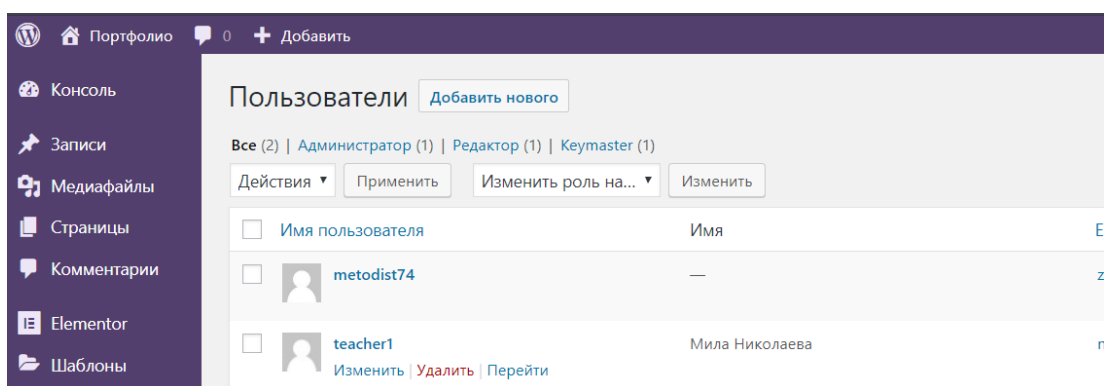 Портфолио 0 Добавить
Консоль
Записи
Медиафайлы
Страницы
Комментарии
Elementor
Шаблоны
Пользователи Добавить нового
Все (2) | Администратор (1) | Редактор (1) | Keymaster (1)
Действия Применить Изменить роль на... Изменить
Имя пользователя Имя
metodist74 —
teacher1 Мила Николаева
Изменить | Удалить | Перейти